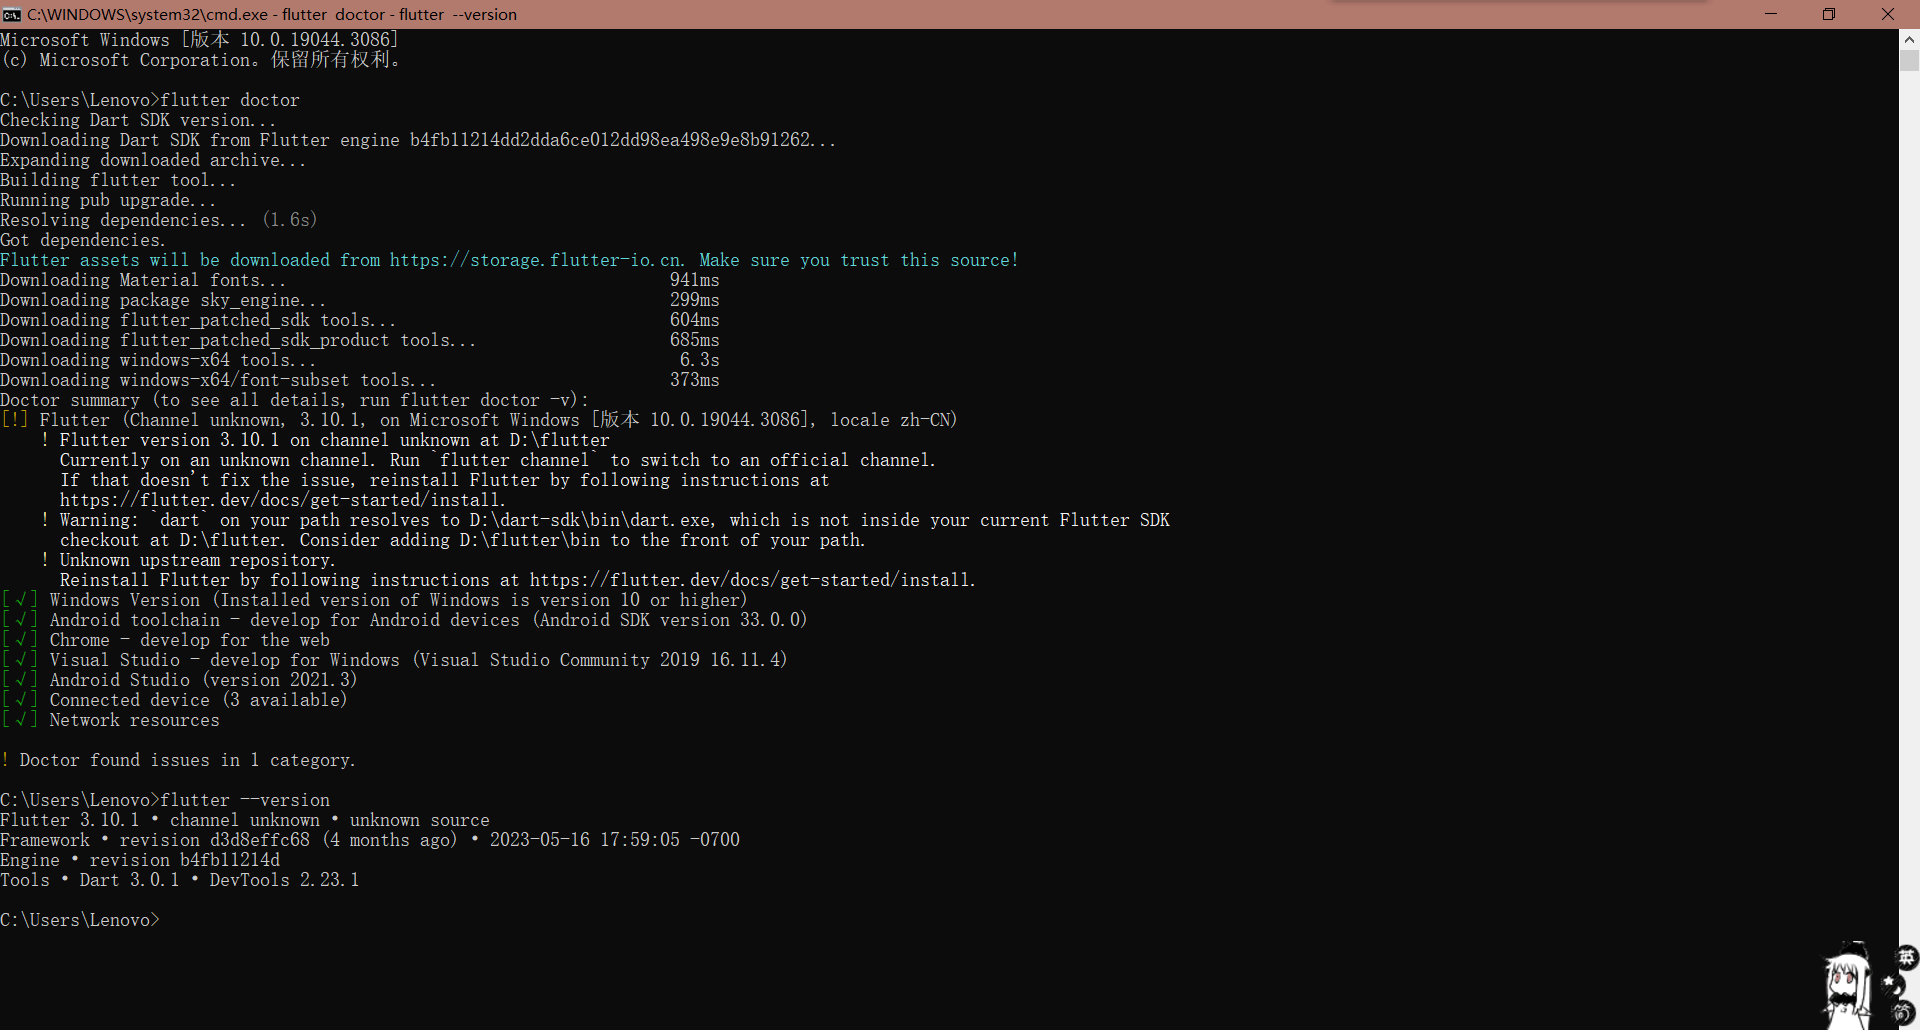 C:\WINDOWS\system32\cmd.exe - flutter  doctor - flutter  --version
Microsoft Windows [版本 10.0.19044.3086]
(c) Microsoft Corporation。保留所有权利。
C:\Users\Lenovo>flutter doctor
Checking Dart SDK version...
Downloading Dart SDK from Flutter engine b4fb11214dd2dda6ce012dd98ea498e9e8b91262...
Expanding downloaded archive...
Building flutter tool...
Running pub upgrade...
Resolving dependencies... (1.6s)
Got dependencies.
Flutter assets will be downloaded from https://storage.flutter-io.cn. Make sure you trust this source!
Downloading Material fonts... 941ms
Downloading package sky_engine... 299ms
Downloading flutter_patched_sdk tools... 604ms
Downloading flutter_patched_sdk_product tools... 685ms
Downloading windows-x64 tools... 6.3s
Downloading windows-x64/font-subset tools... 373ms
Doctor summary (to see all details, run flutter doctor -v):
[!] Flutter (Channel unknown, 3.10.1, on Microsoft Windows [版本 10.0.19044.3086], locale zh-CN)
! Flutter version 3.10.1 on channel unknown at D:\flutter
Currently on an unknown channel. Run `flutter channel` to switch to an official channel.
If that doesn't fix the issue, reinstall Flutter by following instructions at
https://flutter.dev/docs/get-started/install.
! Warning: `dart` on your path resolves to D:\dart-sdk\bin\dart.exe, which is not inside your current Flutter SDK
checkout at D:\flutter. Consider adding D:\flutter\bin to the front of your path.
! Unknown upstream repository.
Reinstall Flutter by following instructions at https://flutter.dev/docs/get-started/install.
[√] Windows Version (Installed version of Windows is version 10 or higher)
[√] Android toolchain - develop for Android devices (Android SDK version 33.0.0)
[√] Chrome - develop for the web
[√] Visual Studio - develop for Windows (Visual Studio Community 2019 16.11.4)
[√] Android Studio (version 2021.3)
[√] Connected device (3 available)
[√] Network resources
! Doctor found issues in 1 category.
C:\Users\Lenovo>flutter --version
Flutter 3.10.1 • channel unknown • unknown source
Framework • revision d3d8effc68 (4 months ago) • 2023-05-16 17:59:05 -0700
Engine • revision b4fb11214d
Tools • Dart 3.0.1 • DevTools 2.23.1
C:\Users\Lenovo>
英
简